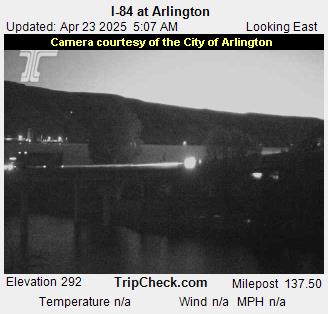 I-84 at Arlington
Updated: Apr 23 2025 5:07 AM Looking East
Camera courtesy of the City of Arlington
Elevation 292 TripCheck.com Milepost 137.50
Temperature n/a Wind n/a MPH n/a